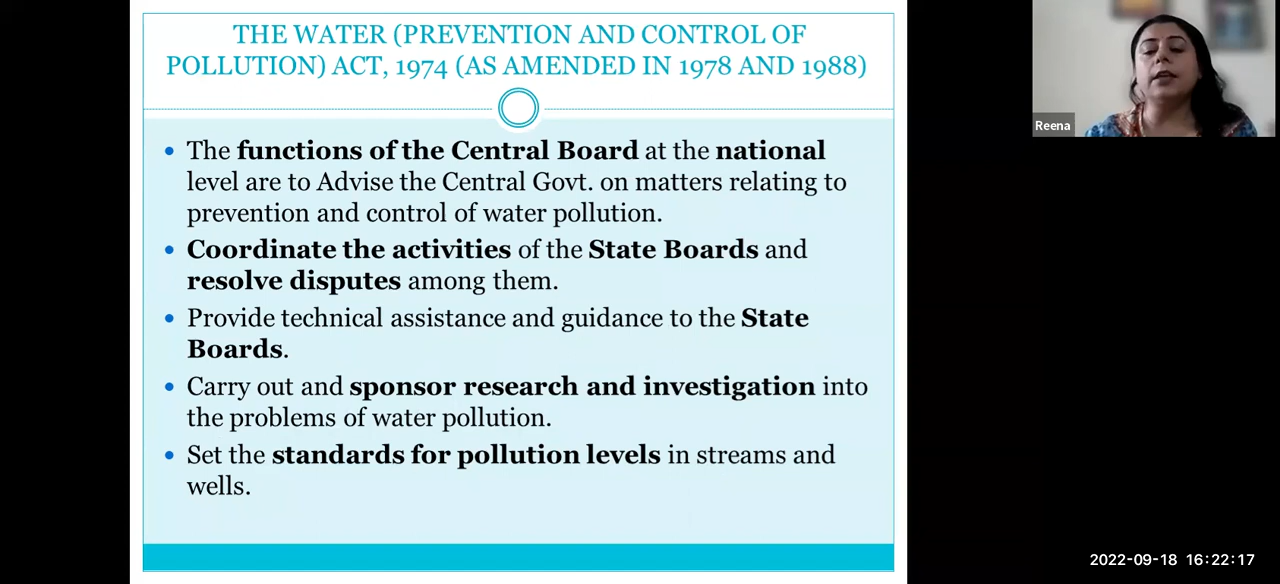 THE WATER (PREVENTION AND CONTROL OF
POLLUTION) ACT, 1974 (AS AMENDED IN 1978 AND 1988)
• The functions of the Central Board at the national
level are to Advise the Central Govt. on matters relating to
prevention and control of water pollution.
• Coordinate the activities of the State Boards and
resolve disputes among them.
• Provide technical assistance and guidance to the State
Boards.
• Carry out and sponsor research and investigation into
the problems of water pollution.
• Set the standards for pollution levels in streams and
wells.
Reena
2022-09-18 16:22:17